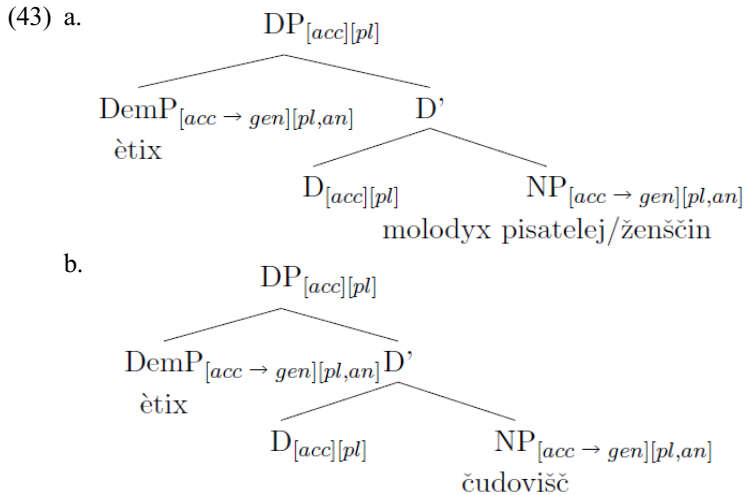 (43) a.
DP[acc][pl]
DemP[acc → gen][pl,an] D’
ètix
D[acc][pl] NP[acc → gen][pl,an]
molodyx pisatelej/ženščin
b.
DP[acc][pl]
DemP[acc → gen][pl,an] D’
ètix
D[acc][pl] NP[acc → gen][pl,an]
čudovišč